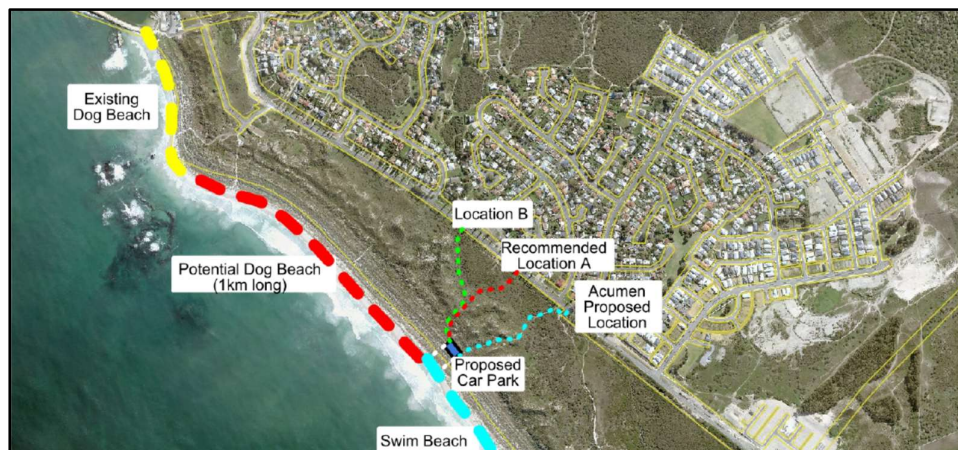 Existing
Dog Beach
Location B
Recommended
Location A
Potential Dog Beach
(1km long)
Acumen
Proposed
Location
Proposed
Car Park
Swim Beach